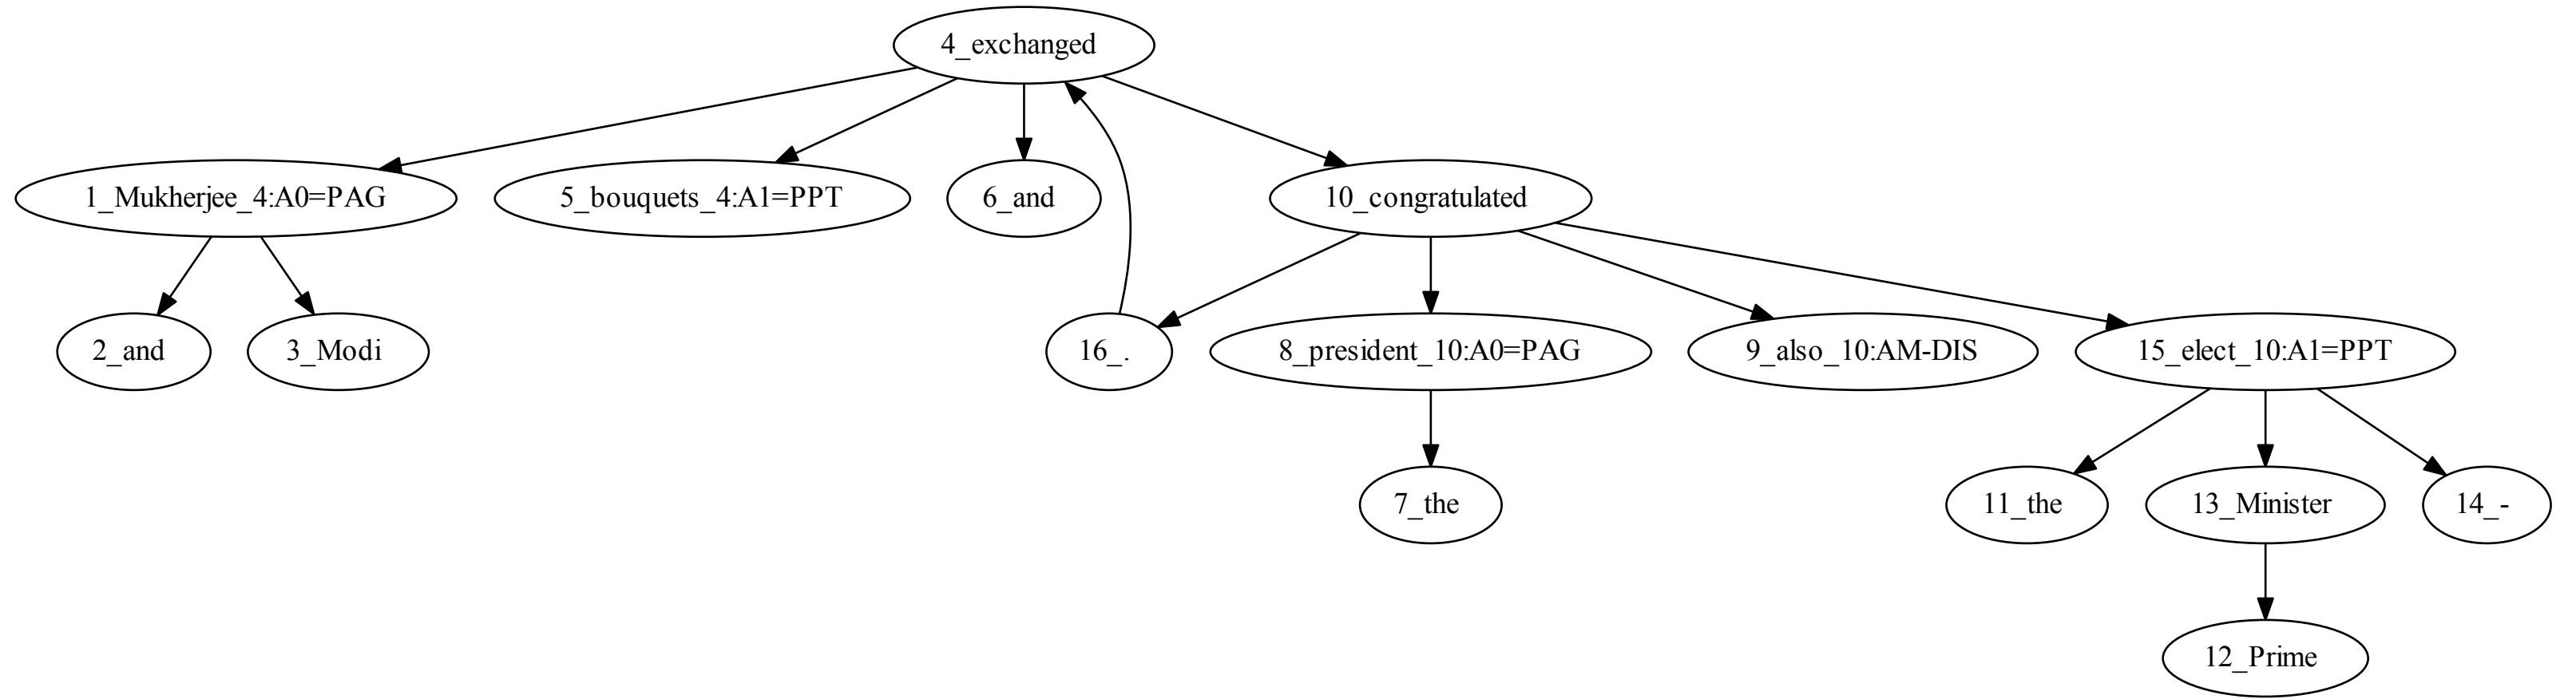 4_exchanged
1_Mukherjee_4:A0=PAG
5_bouquets_4:A1=PPT
6_and
10_congratulated
2_and
3_Modi
16_.
8_president_10:A0=PAG
9_also_10:AM-DIS
15_elect_10:A1=PPT
7_the
11_the
13_Minister
14_-
12_Prime